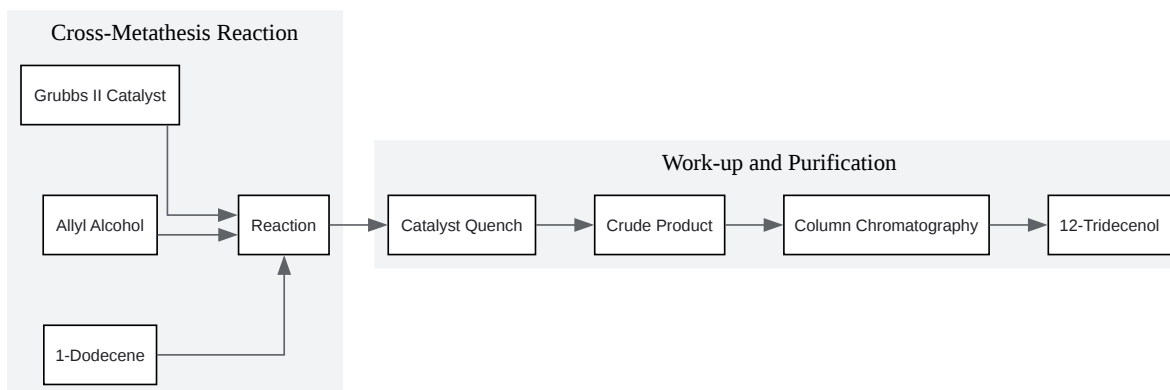 Cross-Metathesis Reaction
Grubbs II Catalyst
Allyl Alcohol
Reaction
1-Dodecene
Work-up and Purification
Catalyst Quench
Crude Product
Column Chromatography
12-Tridecenol